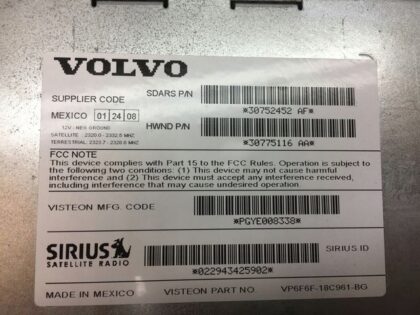 VOLVO
SDARS P/N
*30752452 AF*
SUPPLIER CODE
MEXICO 01 24 08
HWND P/N
*30775116 AA*
12V - NEG GROUND
SATELLITE 2320.0 - 2332.5 MHZ
TERRESTRIAL 2323.7 - 2328.8 MHZ
FCC NOTE
This device complies with Part 15 to the FCC Rules. Operation is subject to
the following two conditions: (1) This device may not cause harmful
interference and (2) This device must accept any interference received,
including interference that may cause undesired operation.
VISTEON MFG. CODE
*PGYE008338*
SIRIUS
SATELLITE RADIO
SIRIUS ID
*022943425902*
MADE IN MEXICO VISTEON PART NO. VP6F6F-18C961-BG